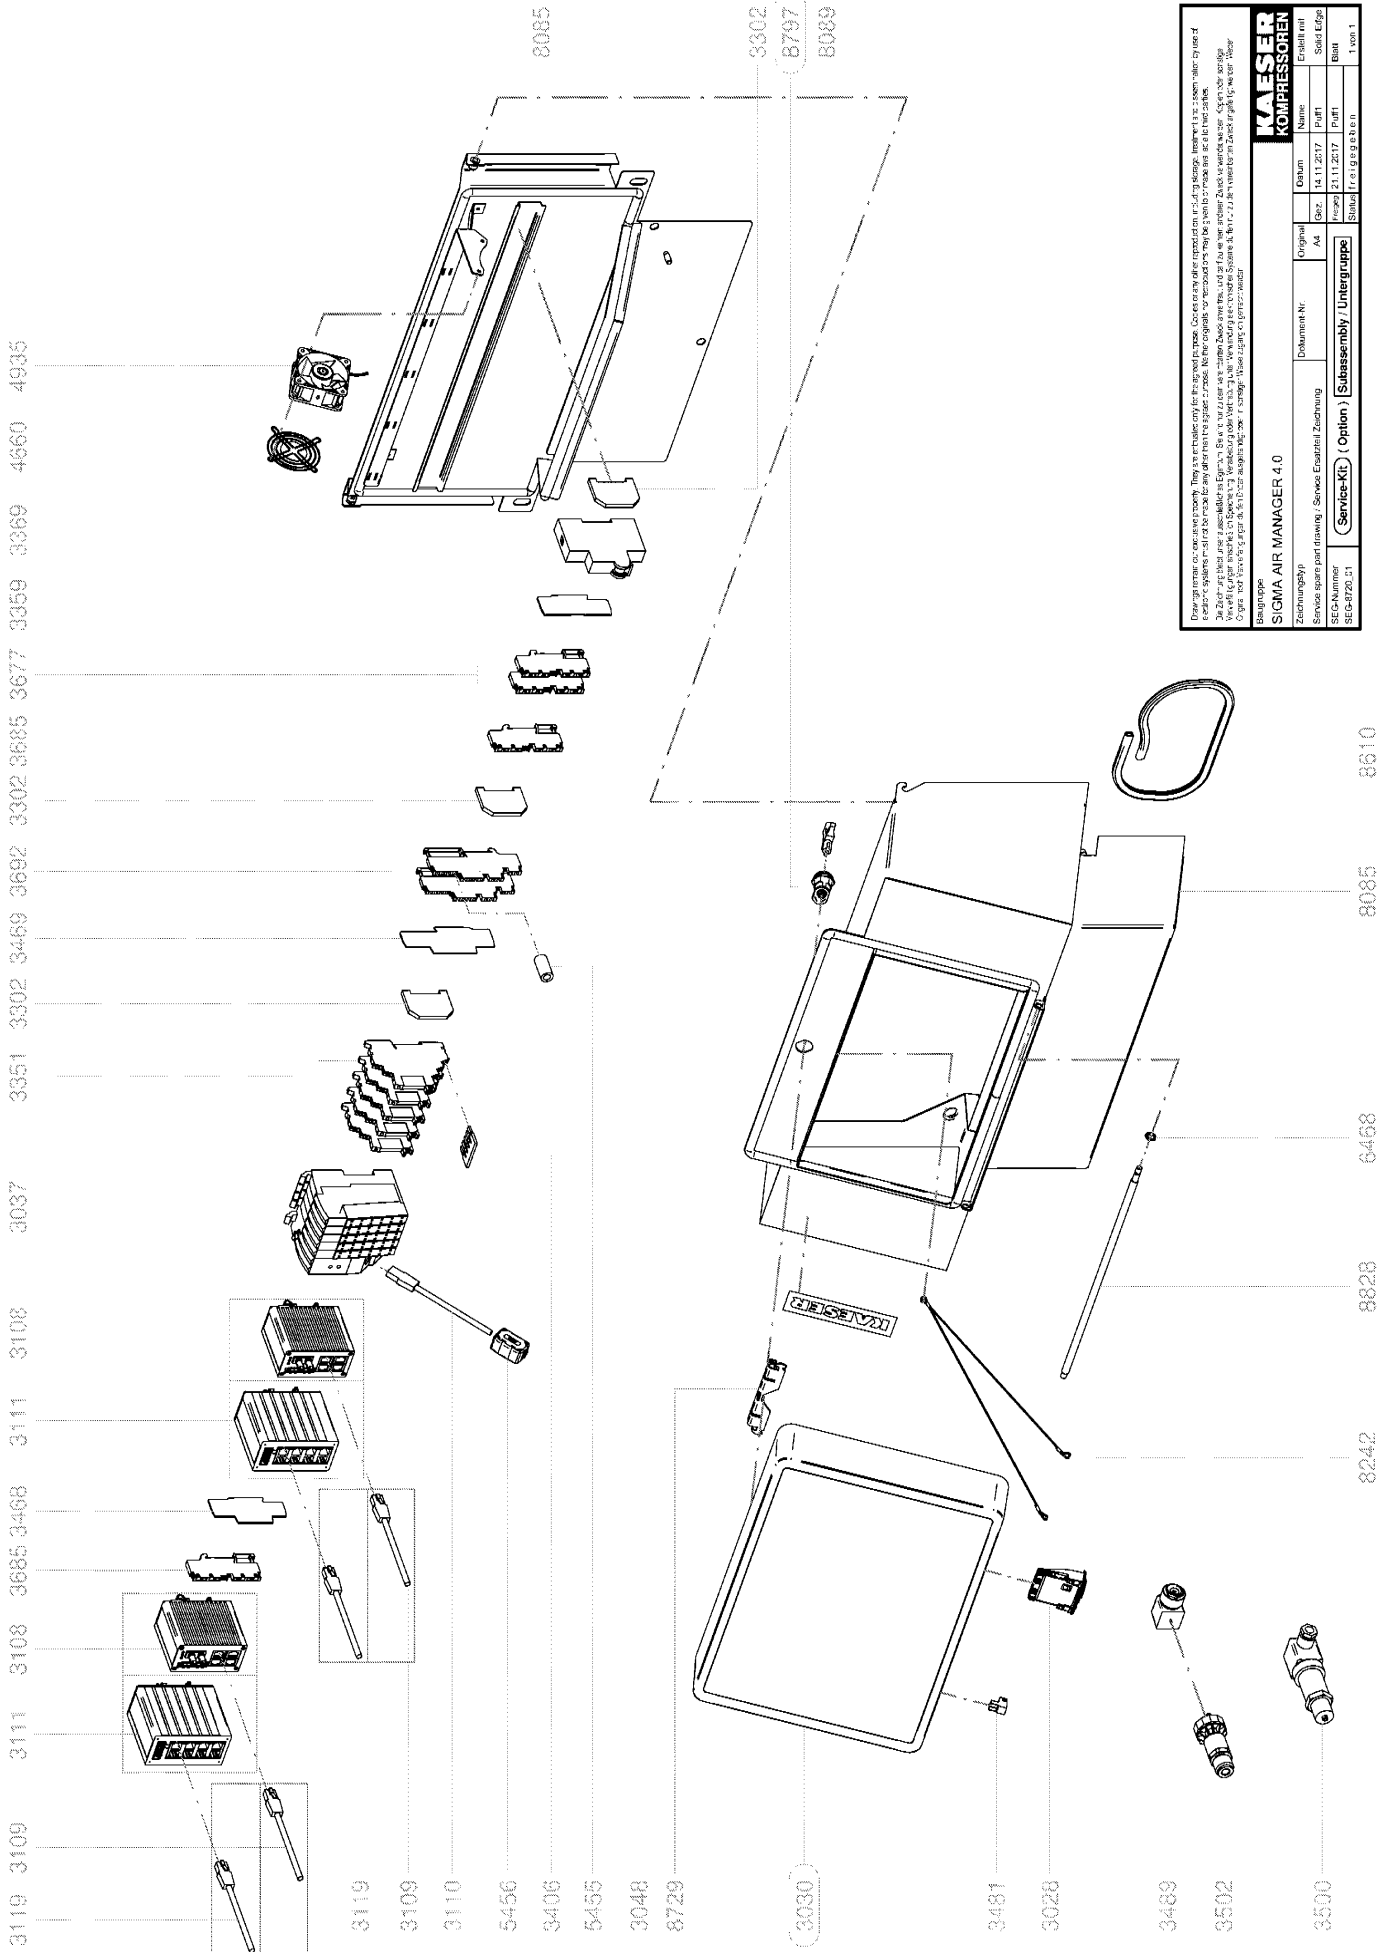 4935
4660
3369
3359
3677
3685
3302
3692
3469
3302
3351
3037
3108
3111
3468
3685
3108
3111
3109
3119
8085
3302
8797
8089
3119
3109
3110
5456
3406
5455
3048
8729
3030
3481
3028
3489
3502
3500
8610
8085
6468
8828
8242
KAESER
KAESER
KOMPRESSOREN
Baugruppe
SIGMA AIR MANAGER 4.0
Zeichnungstyp
Service spare part drawing / Service Ersatzteil Zeichnung
Dokument-Nr.
Original
A4
Datum
Name
Erstellt mit
Gez. 14.11.2017 Puff1 Solid Edge
Freigeg 21.11.2017 Puff1 Blatt
Status freigegeben 1 von 1
SEG-Nummer
SEG-8720_01
Service-Kit ( Option ) Subassembly / Untergruppe